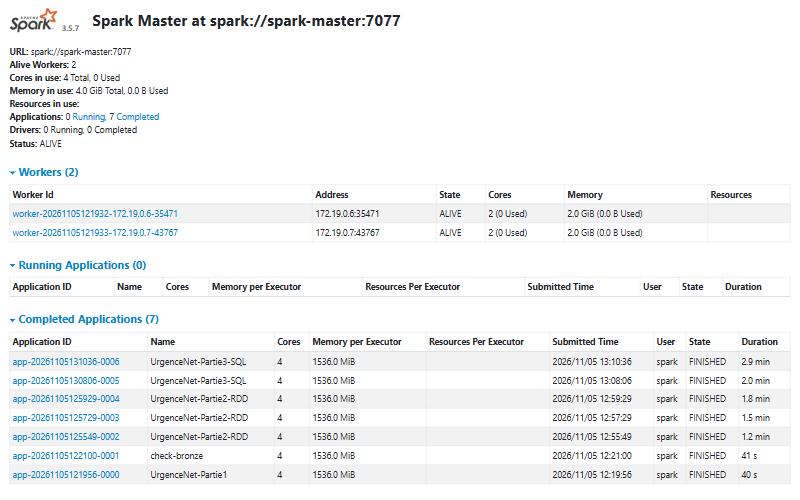 APACHE
Spark 3.5.7 Spark Master at spark://spark-master:7077
URL: spark://spark-master:7077
Alive Workers: 2
Cores in use: 4 Total, 0 Used
Memory in use: 4.0 GiB Total, 0.0 B Used
Resources in use:
Applications: 0 Running, 7 Completed
Drivers: 0 Running, 0 Completed
Status: ALIVE
Workers (2)
Worker Id Address State Cores Memory Resources
worker-20261105121932-172.19.0.6-35471 172.19.0.6:35471 ALIVE 2 (0 Used) 2.0 GiB (0.0 B Used)
worker-20261105121933-172.19.0.7-43767 172.19.0.7:43767 ALIVE 2 (0 Used) 2.0 GiB (0.0 B Used)
Running Applications (0)
Application ID Name Cores Memory per Executor Resources Per Executor Submitted Time User State Duration
Completed Applications (7)
Application ID Name Cores Memory per Executor Resources Per Executor Submitted Time User State Duration
app-20261105131036-0006 UrgenceNet-Partie3-SQL 4 1536.0 MiB 2026/11/05 13:10:36 spark FINISHED 2.9 min
app-20261105130806-0005 UrgenceNet-Partie3-SQL 4 1536.0 MiB 2026/11/05 13:08:06 spark FINISHED 2.0 min
app-20261105125929-0004 UrgenceNet-Partie2-RDD 4 1536.0 MiB 2026/11/05 12:59:29 spark FINISHED 1.8 min
app-20261105125729-0003 UrgenceNet-Partie2-RDD 4 1536.0 MiB 2026/11/05 12:57:29 spark FINISHED 1.5 min
app-20261105125549-0002 UrgenceNet-Partie2-RDD 4 1536.0 MiB 2026/11/05 12:55:49 spark FINISHED 1.2 min
app-20261105122100-0001 check-bronze 4 1536.0 MiB 2026/11/05 12:21:00 spark FINISHED 41 s
app-20261105121956-0000 UrgenceNet-Partie1 4 1536.0 MiB 2026/11/05 12:19:56 spark FINISHED 40 s